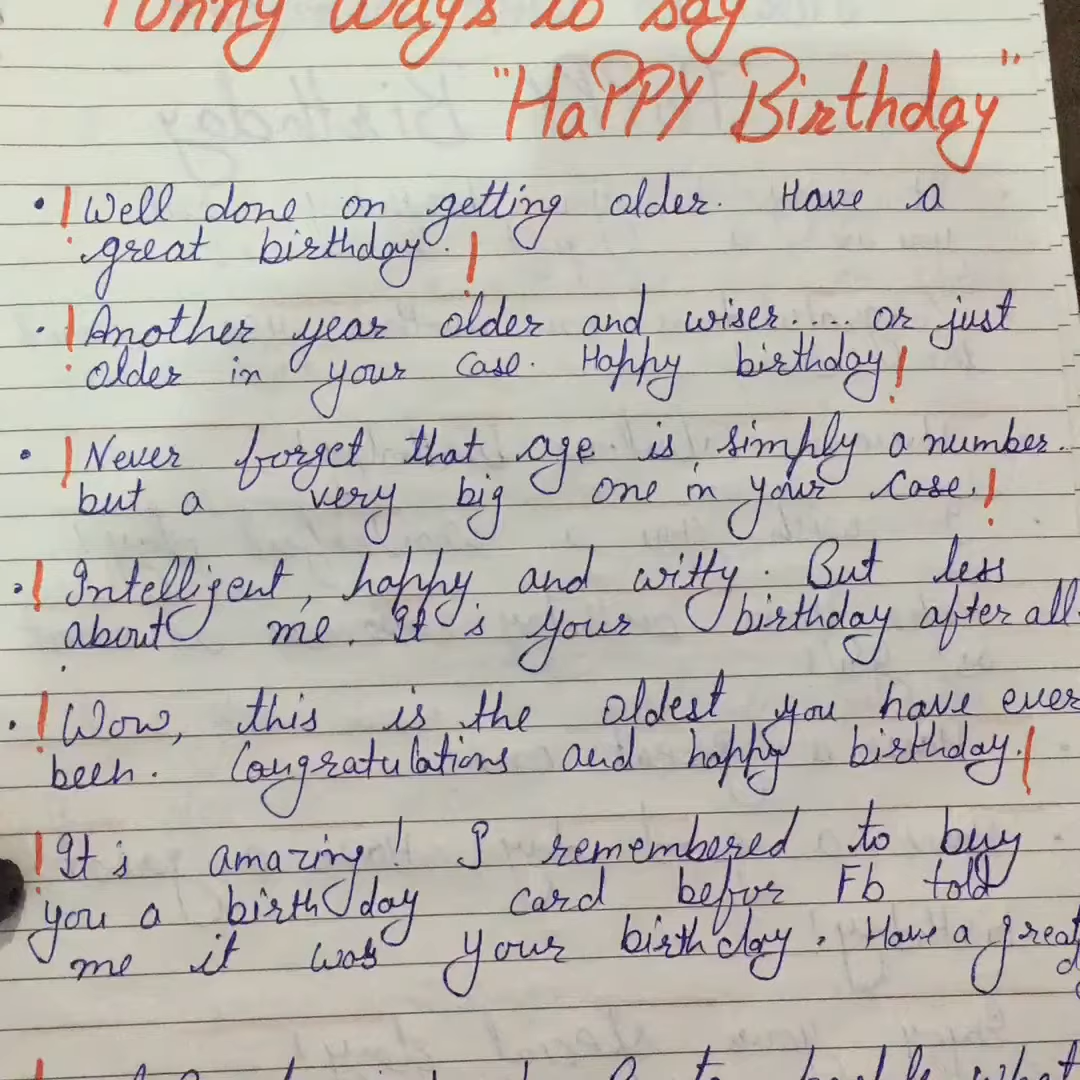 Funny ways to say
"HaPPY Birthday"
• ! Well done on getting older. Have a
great birthday. !
• ! Another year older and wiser.... or just
older in your case. Happy birthday !
• ! Never forget that age is simply a number.
but a very big one in your case. !
• ! Intelligent, happy and witty. But less
about me. It's your birthday after all
• ! Wow, this is the oldest you have ever
been. Congratulations and happy birthday. !
! It's amazing! I remembered to buy
you a birthday card befor Fb told
me it was your birthday. Have a great